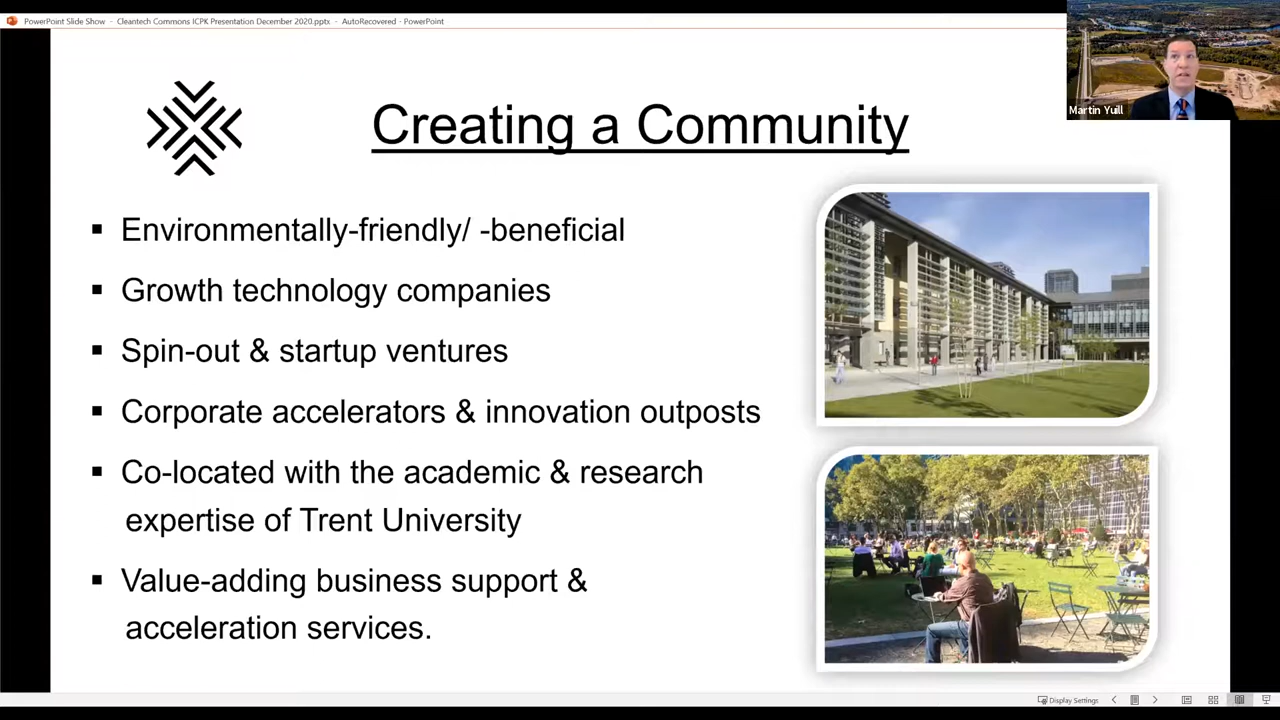 PowerPoint Slide Show - Cleantech Commons ICPK Presentation December 2020.pptx - AutoRecovered - PowerPoint
Martin Yuill
Creating a Community
▪ Environmentally-friendly/ -beneficial
▪ Growth technology companies
▪ Spin-out & startup ventures
▪ Corporate accelerators & innovation outposts
▪ Co-located with the academic & research
expertise of Trent University
▪ Value-adding business support &
acceleration services.
Display Settings